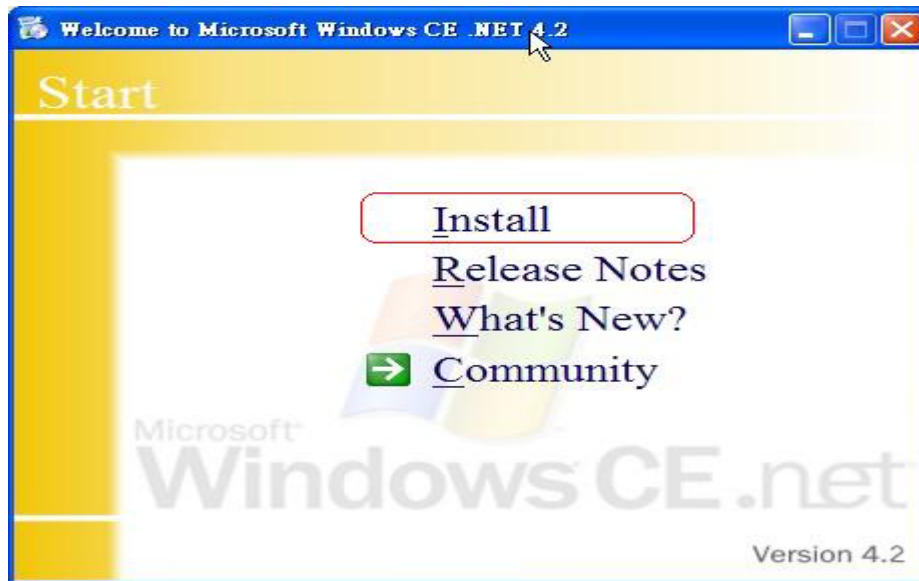 Welcome to Microsoft Windows CE .NET 4.2
Start
Install
Release Notes
What's New?
Community
Microsoft
Windows CE .net
Version 4.2